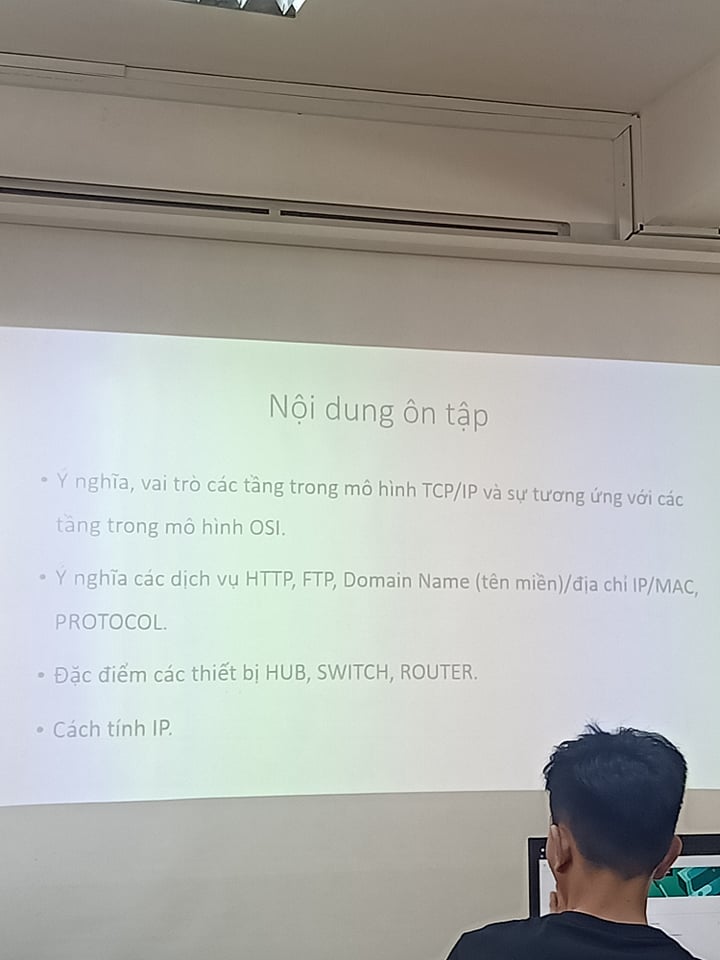 Nội dung ôn tập
• Ý nghĩa, vai trò các tầng trong mô hình TCP/IP và sự tương ứng với các
tầng trong mô hình OSI.
• Ý nghĩa các dịch vụ HTTP, FTP, Domain Name (tên miền)/địa chỉ IP/MAC,
PROTOCOL.
• Đặc điểm các thiết bị HUB, SWITCH, ROUTER.
• Cách tính IP.